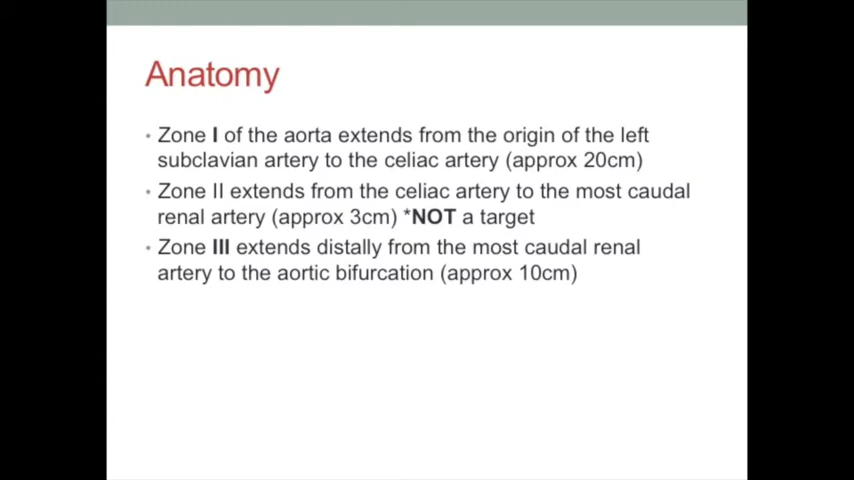 Anatomy
• Zone I of the aorta extends from the origin of the left
subclavian artery to the celiac artery (approx 20cm)
• Zone II extends from the celiac artery to the most caudal
renal artery (approx 3cm) *NOT a target
• Zone III extends distally from the most caudal renal
artery to the aortic bifurcation (approx 10cm)